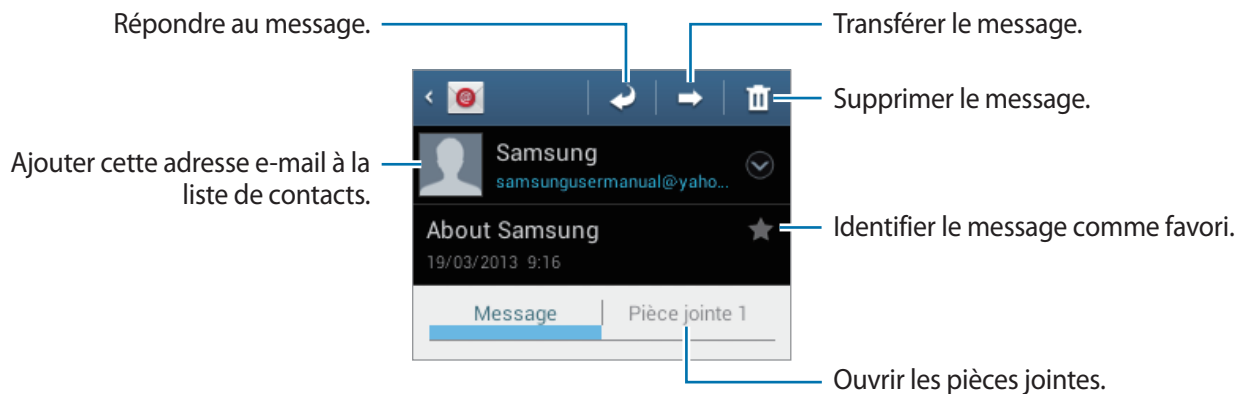 Répondre au message.
Transférer le message.
Supprimer le message.
Ajouter cette adresse e-mail à la
liste de contacts.
Samsung
samsungusermanual@yaho...
About Samsung
19/03/2013 9:16
Identifier le message comme favori.
Message
Pièce jointe 1
Ouvrir les pièces jointes.